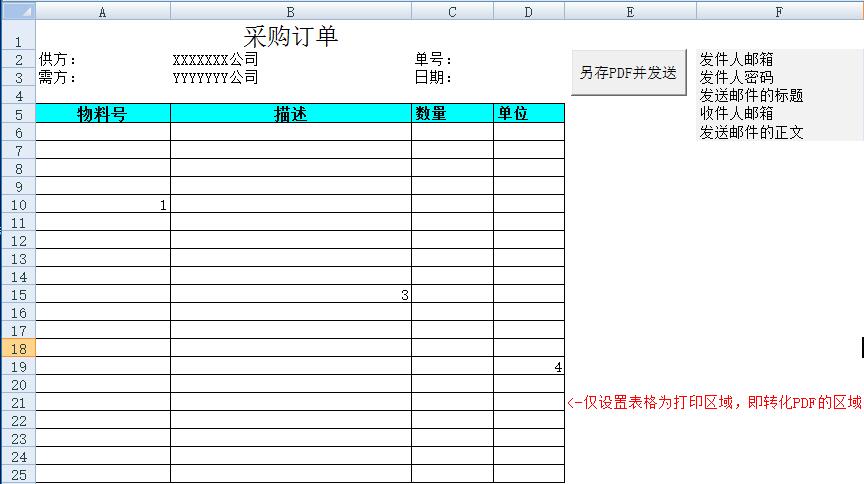 A B C D E F
1 采购订单
2 供方： XXXXXXX公司 单号： 发件人邮箱
3 需方： YYYYYYY公司 日期： 另存PDF并发送 发件人密码
4 发送邮件的标题
5 物料号 描述 数量 单位 收件人邮箱
6 发送邮件的正文
7
8
9
10 1
11
12
13
14
15 3
16
17
18
19 4
20
21 <-仅设置表格为打印区域，即转化PDF的区域
22
23
24
25